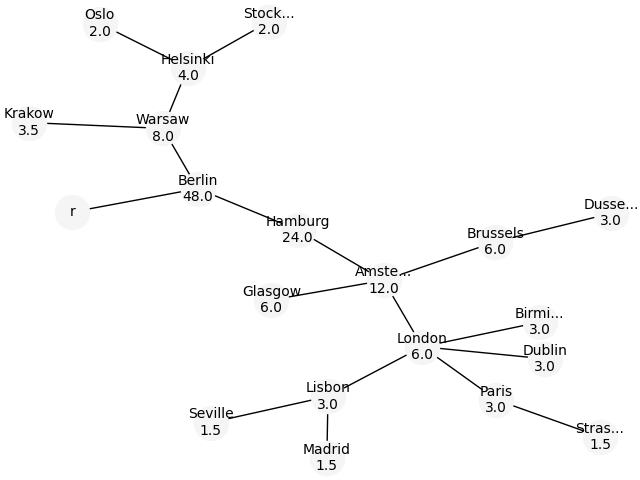 Oslo
2.0
Stock...
2.0
Helsinki
4.0
Krakow
3.5
Warsaw
8.0
Berlin
48.0
r
Hamburg
24.0
Dusse...
3.0
Brussels
6.0
Amste...
12.0
Glasgow
6.0
Birmi...
3.0
London
6.0
Dublin
3.0
Lisbon
3.0
Paris
3.0
Seville
1.5
Stras...
1.5
Madrid
1.5